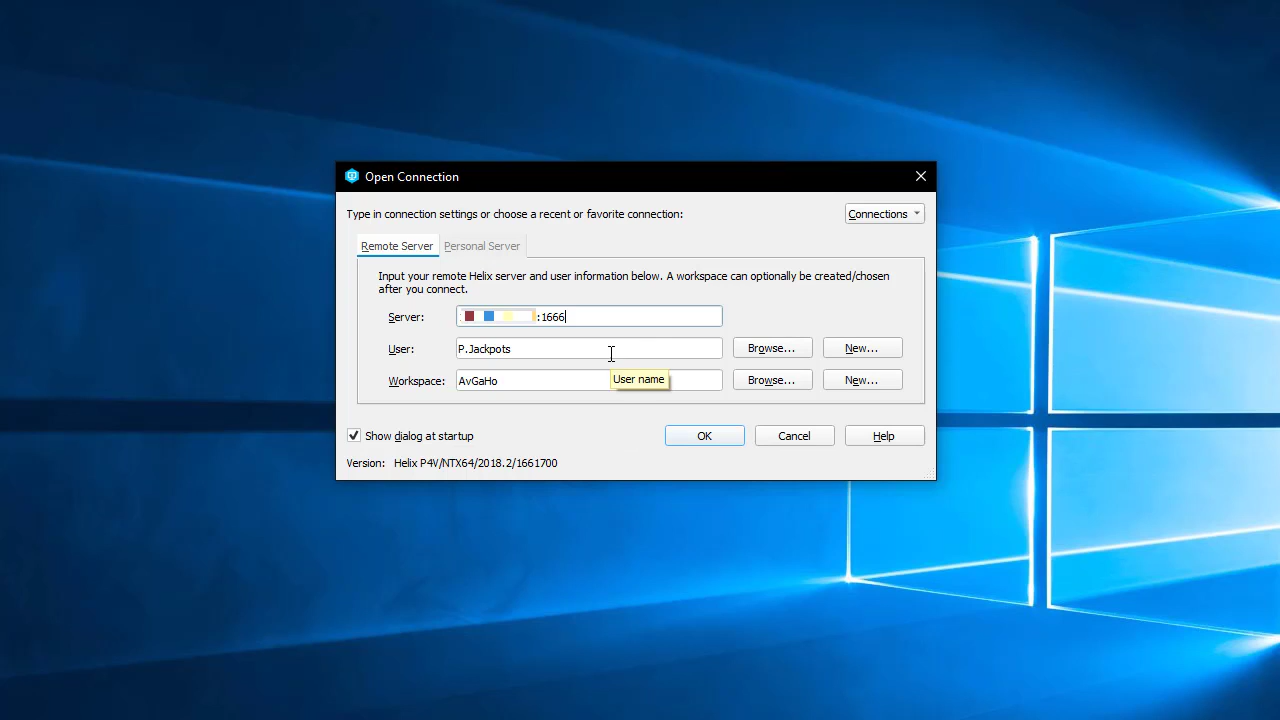 Open Connection
Type in connection settings or choose a recent or favorite connection:
Connections
Remote Server
Personal Server
Input your remote Helix server and user information below. A workspace can optionally be created/chosen
after you connect.
Server:
:1666
User:
P.Jackpots
Browse...
New...
Workspace:
AvGaHo
User name
Browse...
New...
Show dialog at startup
OK
Cancel
Help
Version: Helix P4V/NTX64/2018.2/1661700